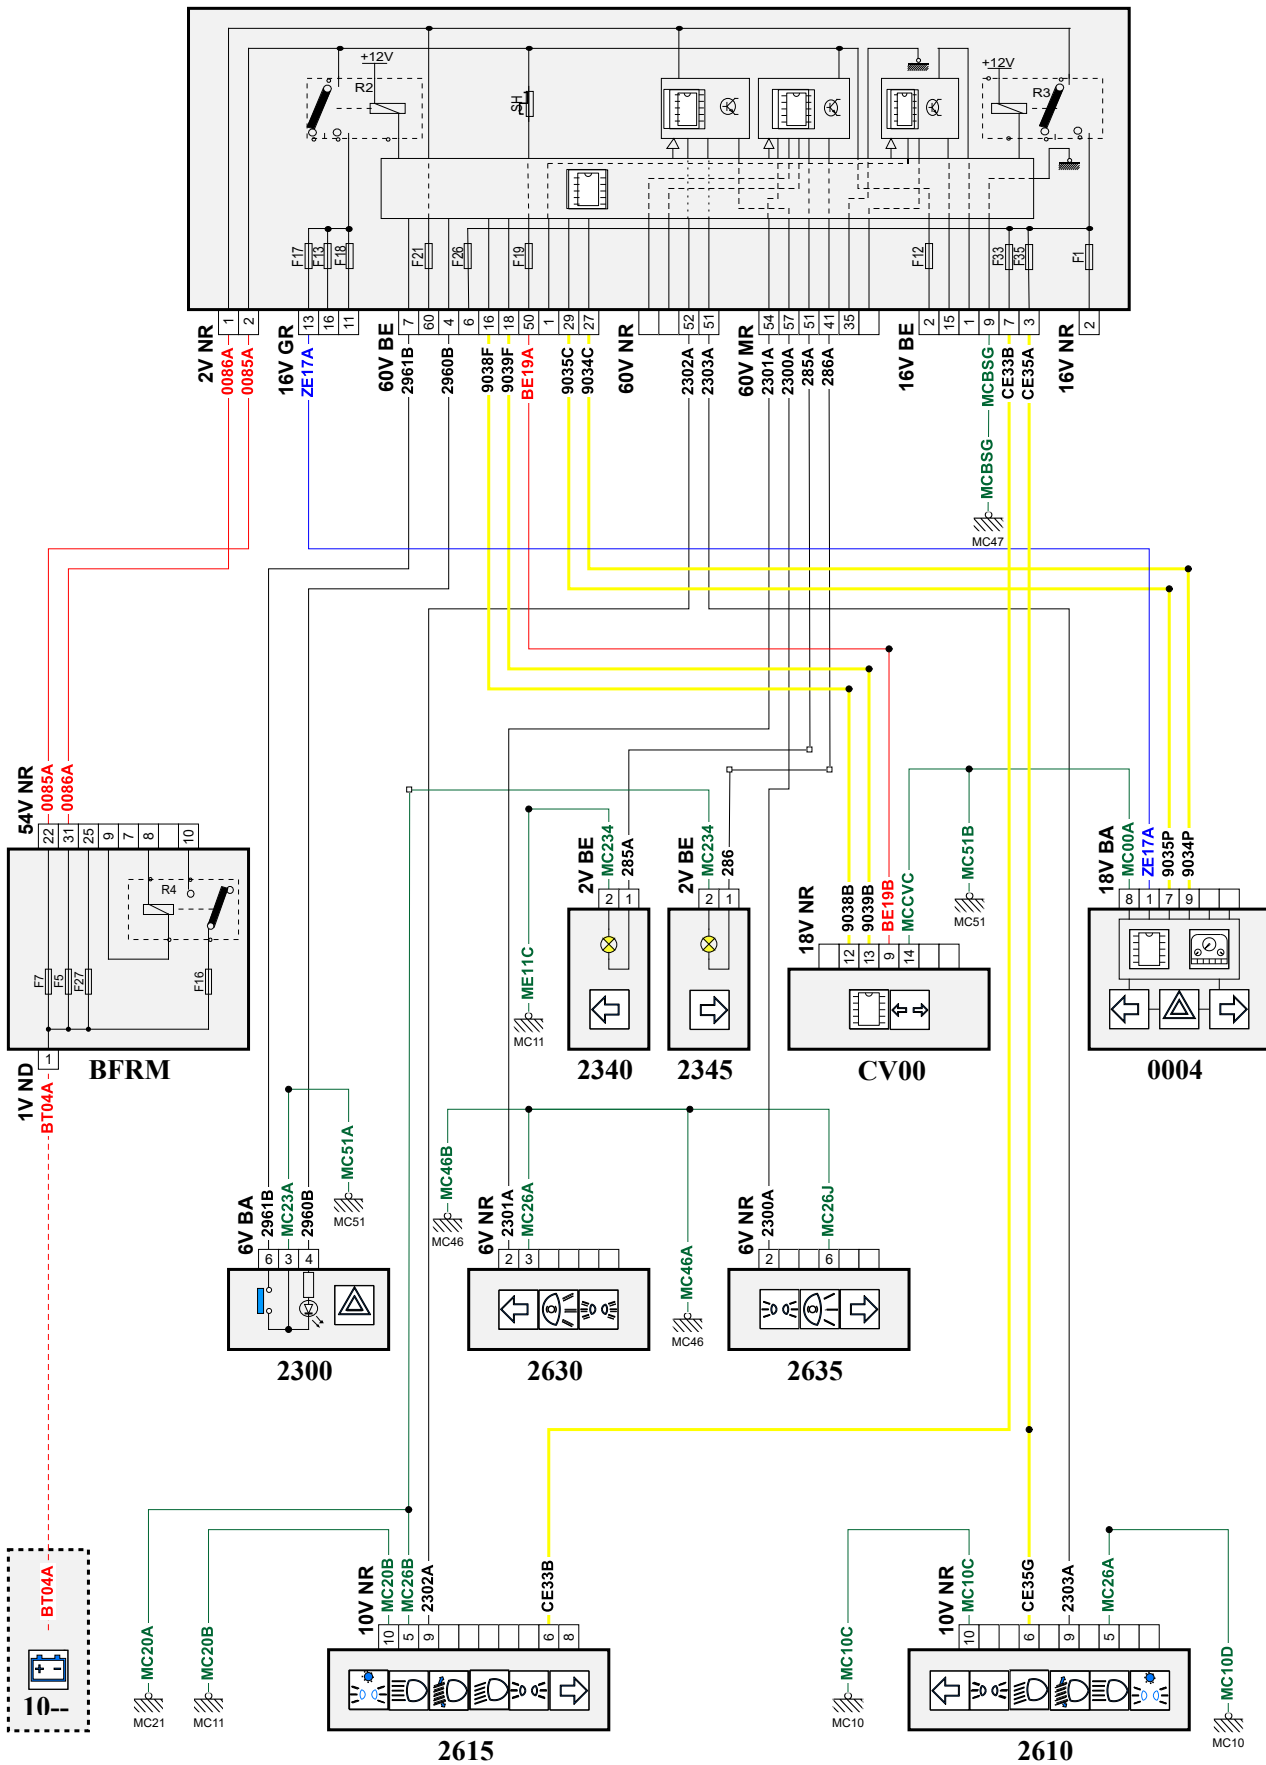 +12V
R2
SH
+12V
R3
F17
F13
F18
F21
F26
F19
F12
F33
F35
F1
2V NR
1
2
16V GR
13
16
11
60V BE
7
60
4
6
16
18
50
1
29
27
60V NR
52
51
60V MR
54
57
51
41
35
16V BE
2
15
1
9
7
3
16V NR
2
0086A
0085A
ZE17A
2961B
2960B
9038F
9039F
BE19A
9035C
9034C
2302A
2303A
2301A
2300A
285A
286A
MCBSG
CE33B
CE35A
MCBSG
MC47
54V NR
0085A
0086A
22
31
25
9
7
8
10
R4
F7
F5
F27
F16
1
BFRM
1V ND
BT04A
2V BE
MC234
285A
2
1
2340
ME11C
MC11
2V BE
MC234
286
2
1
2345
18V NR
9038B
9039B
BE19B
MCCVC
12
13
9
14
CV00
MC51B
MC51
18V BA
MC00A
ZE17A
9035P
9034P
8
1
7
9
0004
6V BA
2961B
MC23A
2960B
6
3
4
2300
MC51A
MC51
MC46B
MC46
6V NR
2301A
MC26A
2
3
2630
MC46A
MC46
6V NR
2300A
MC26J
2
6
2635
BT04A
+ -
10--
MC20A
MC21
MC20B
MC11
10V NR
MC20B
MC26B
2302A
CE33B
10
5
9
6
8
2615
MC10C
MC10
10V NR
MC10C
CE35G
2303A
MC26A
10
6
9
5
2610
MC10D
MC10